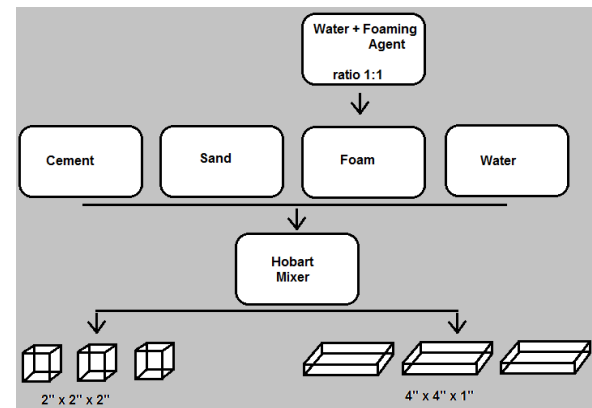 Water + Foaming
Agent
ratio 1:1
Cement
Sand
Foam
Water
Hobart
Mixer
2" x 2" x 2"
4" x 4" x 1"